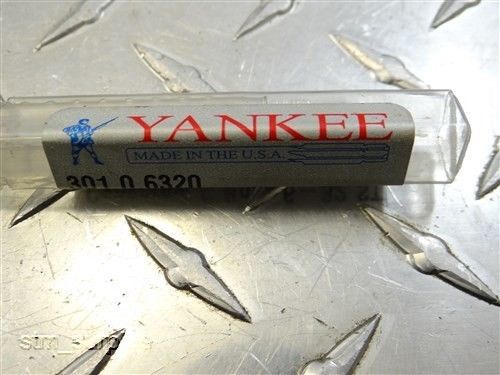 YANKEE
MADE IN THE U.S.A.
301 0.6320